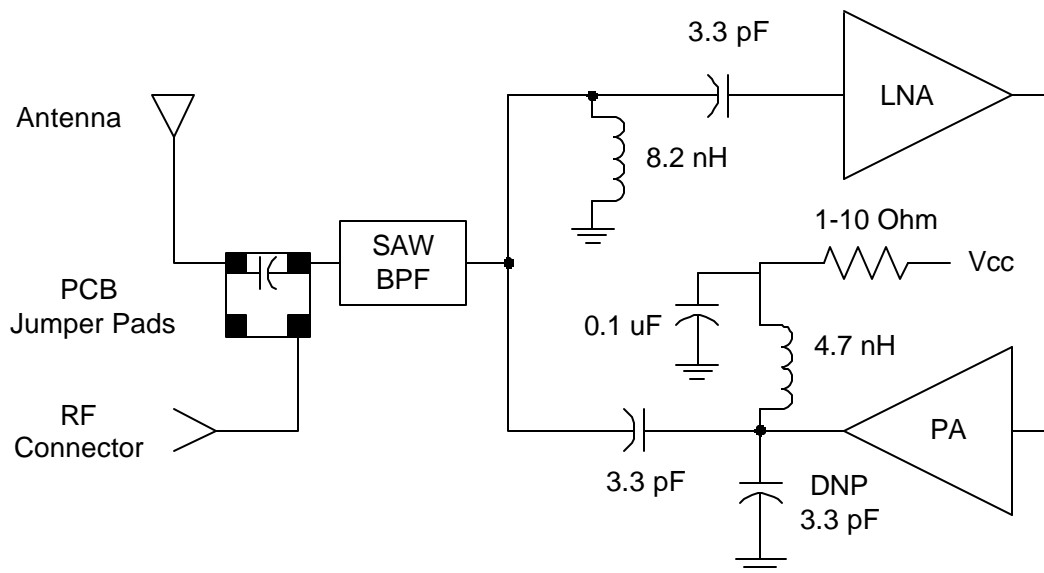 3.3 pF
LNA
Antenna
8.2 nH
1-10 Ohm
SAW
BPF
Vcc
PCB
Jumper Pads
0.1 uF
4.7 nH
RF
Connector
PA
3.3 pF
DNP
3.3 pF